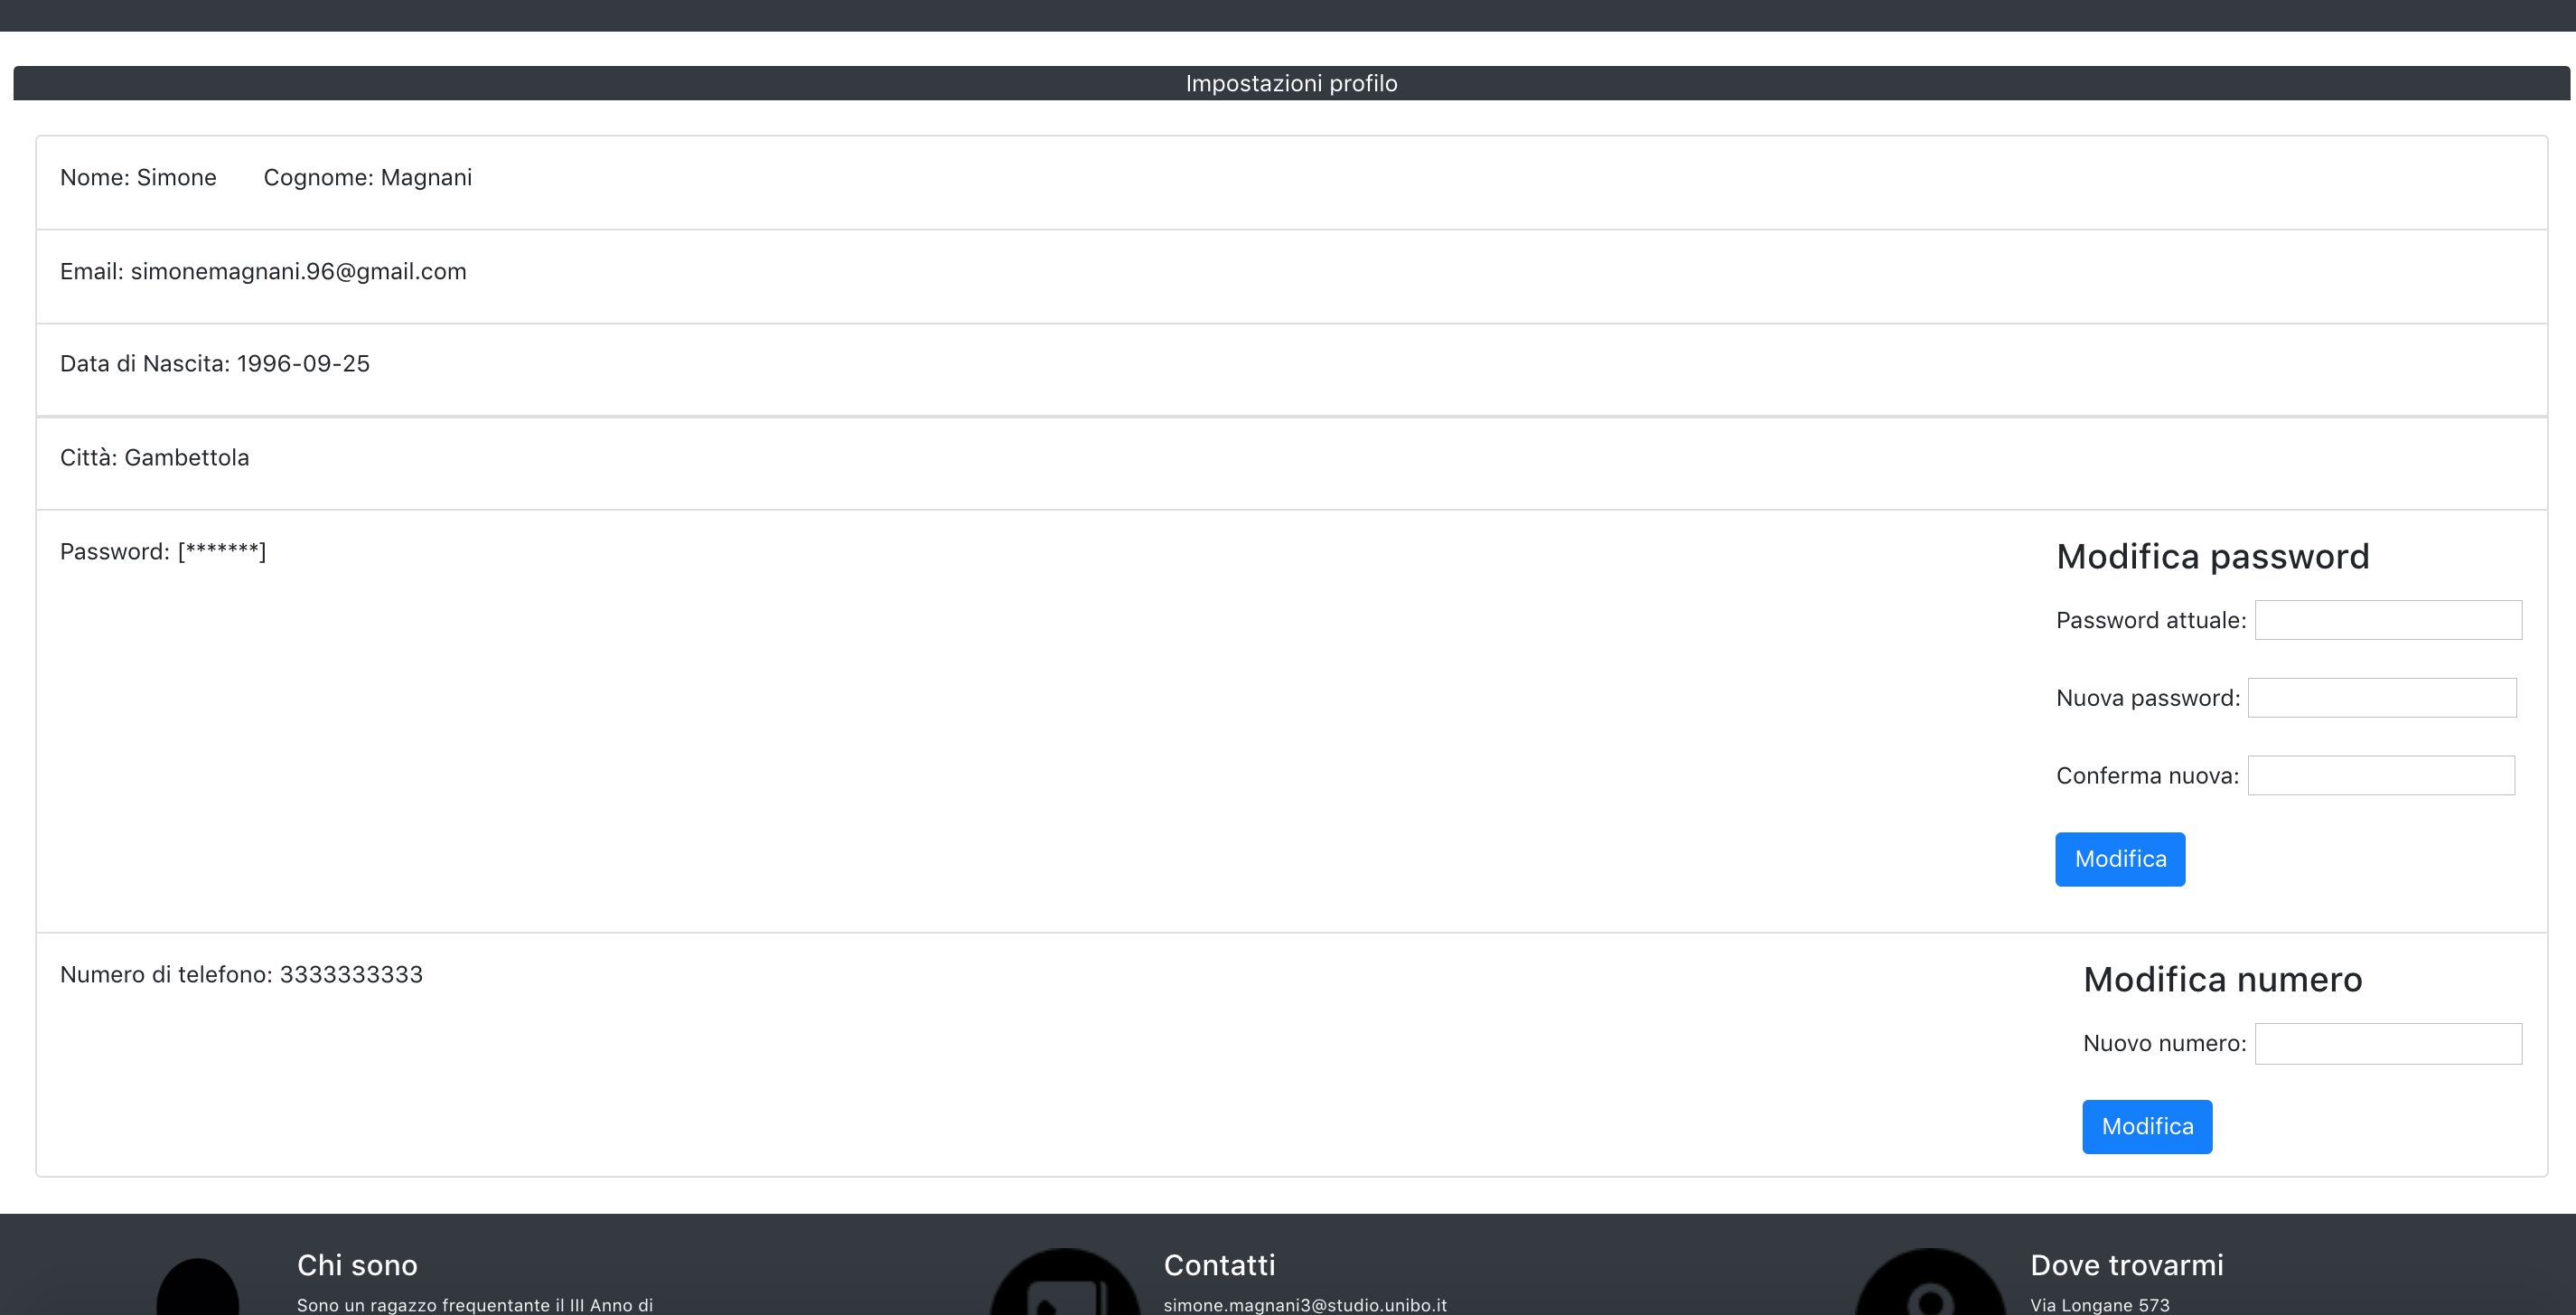 Impostazioni profilo
Nome: Simone Cognome: Magnani
Email: simonemagnani.96@gmail.com
Data di Nascita: 1996-09-25
Città: Gambettola
Password: [*******]
Modifica password
Password attuale:
Nuova password:
Conferma nuova:
Modifica
Numero di telefono: 3333333333
Modifica numero
Nuovo numero:
Modifica
Chi sono
Sono un ragazzo frequentante il III Anno di
Contatti
simone.magnani3@studio.unibo.it
Dove trovarmi
Via Longane 573